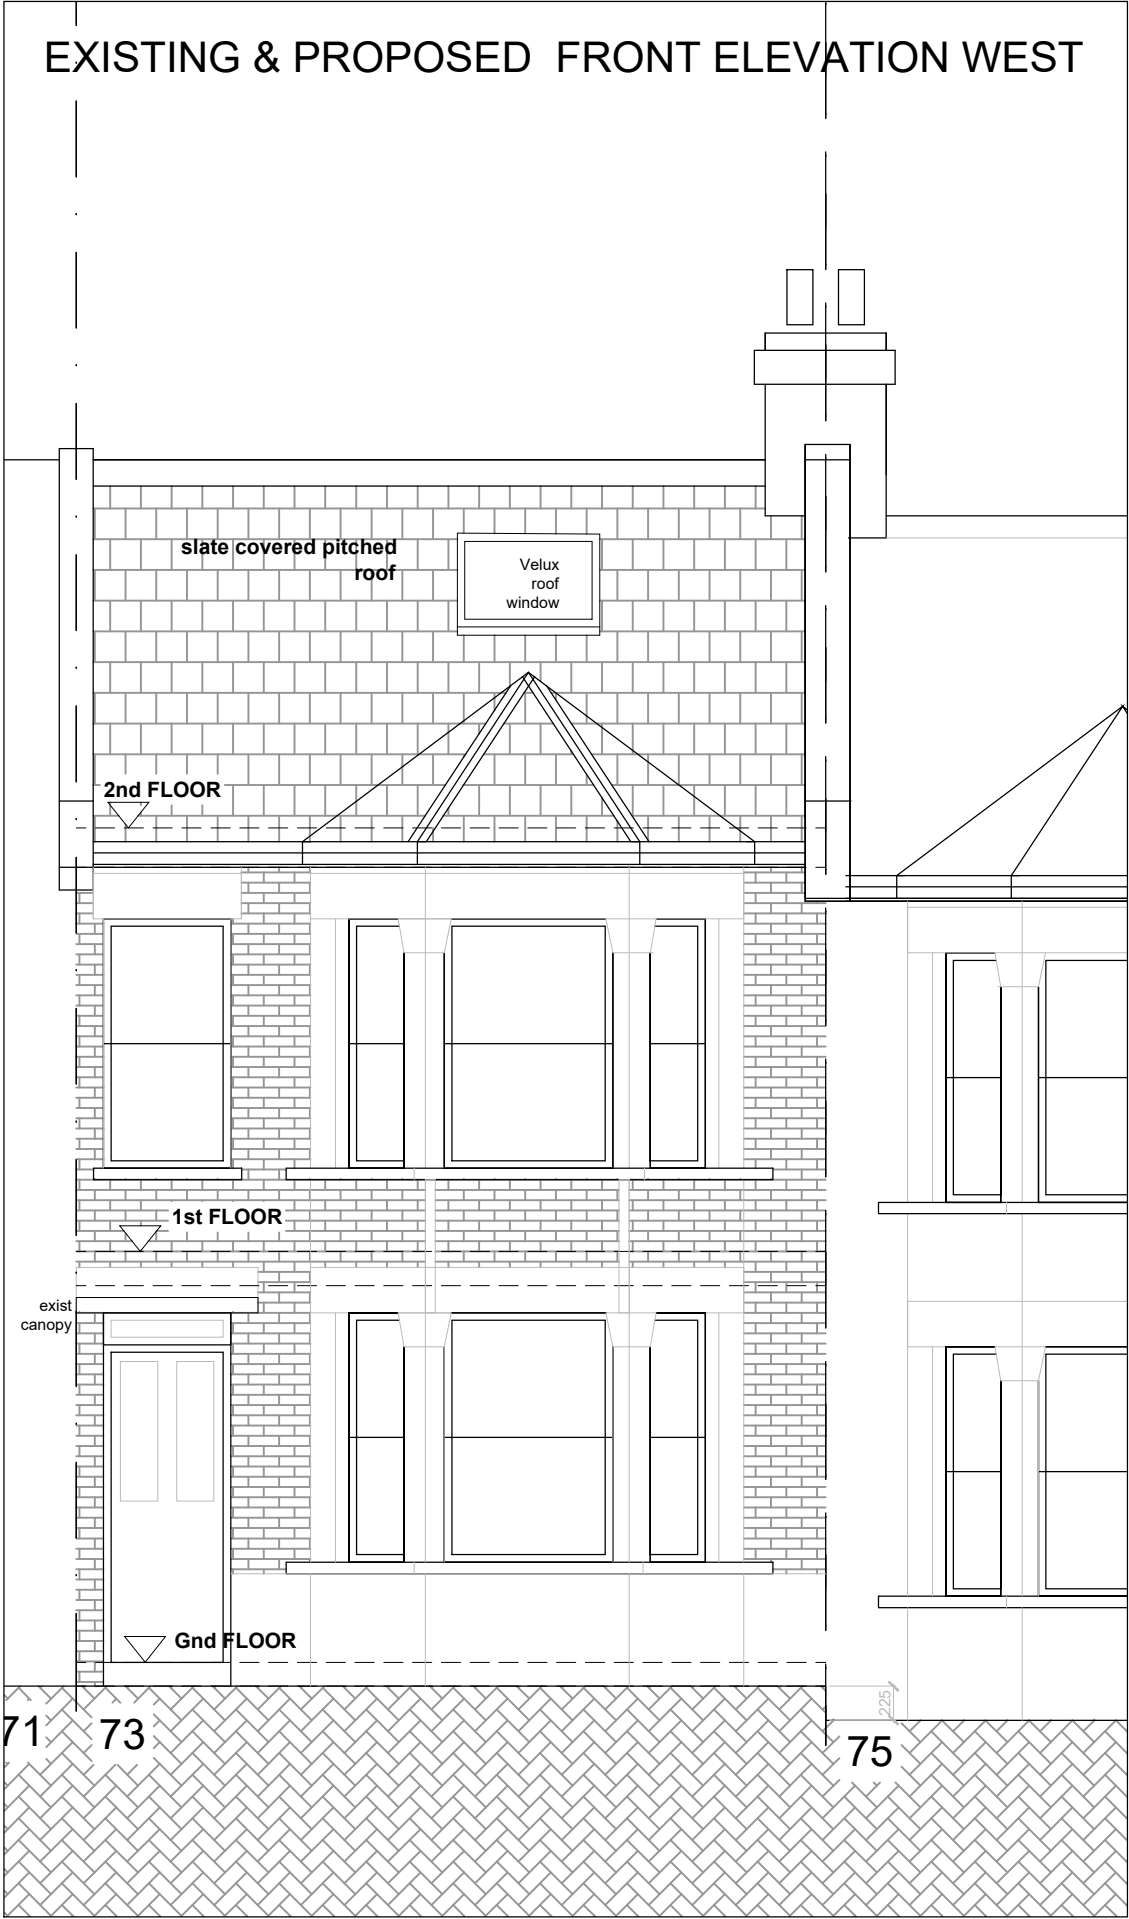 EXISTING & PROPOSED FRONT ELEVATION WEST
slate covered pitched
roof
Velux
roof
window
2nd FLOOR
1st FLOOR
exist
canopy
Gnd FLOOR
225
71
73
75